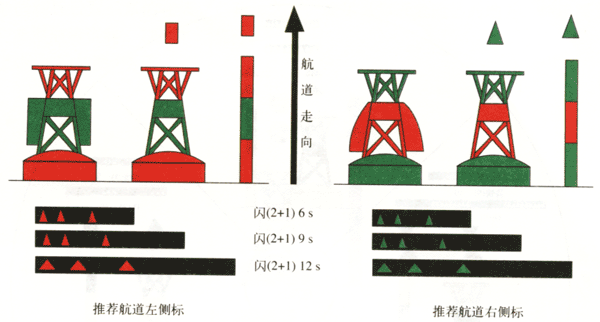 航道走向
闪(2+1) 6 s
闪(2+1) 9 s
闪(2+1) 12 s
推荐航道左侧标
推荐航道右侧标